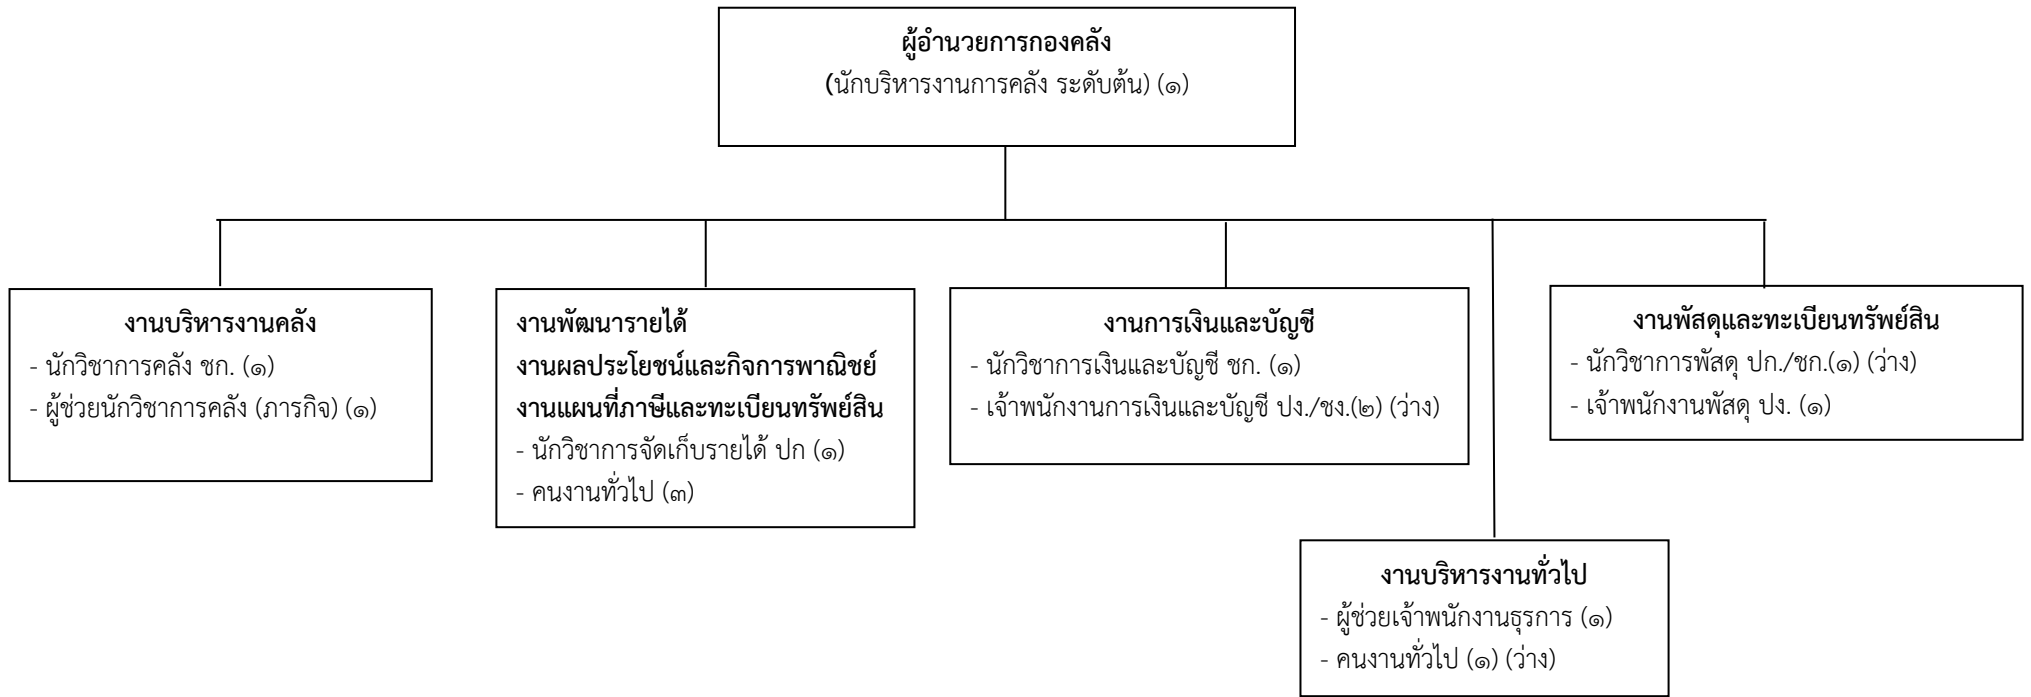 ผู้อำนวยการกองคลัง
(นักบริหารงานการคลัง ระดับต้น) (๑)
งานบริหารงานคลัง
- นักวิชาการคลัง ชก. (๑)
- ผู้ช่วยนักวิชาการคลัง (ภารกิจ) (๑)
งานพัฒนารายได้
งานผลประโยชน์และกิจการพาณิชย์
งานแผนที่ภาษีและทะเบียนทรัพย์สิน
- นักวิชาการจัดเก็บรายได้ ปก (๑)
- คนงานทั่วไป (๓)
งานการเงินและบัญชี
- นักวิชาการเงินและบัญชี ชก. (๑)
- เจ้าพนักงานการเงินและบัญชี ปง./ชง.(๒) (ว่าง)
งานพัสดุและทะเบียนทรัพย์สิน
- นักวิชาการพัสดุ ปก./ชก.(๑) (ว่าง)
- เจ้าพนักงานพัสดุ ปง. (๑)
งานบริหารงานทั่วไป
- ผู้ช่วยเจ้าพนักงานธุรการ (๑)
- คนงานทั่วไป (๑) (ว่าง)